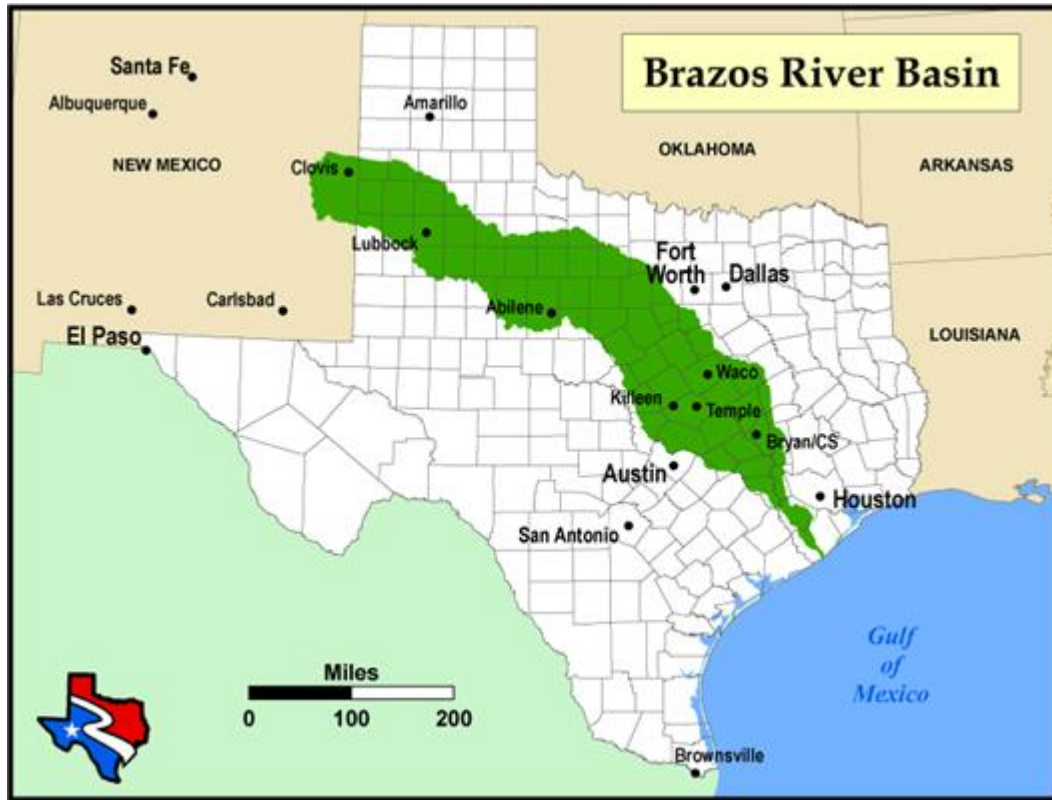 Brazos River Basin
Santa Fe
Albuquerque
Amarillo
OKLAHOMA
ARKANSAS
NEW MEXICO
Clovis
Lubbock
Fort
Worth
Dallas
Las Cruces
Carlsbad
Abilene
LOUISIANA
El Paso
Waco
Killeen
Temple
Bryan/CS
Austin
Houston
San Antonio
Gulf
of
Mexico
Miles
0 100 200
Brownsville